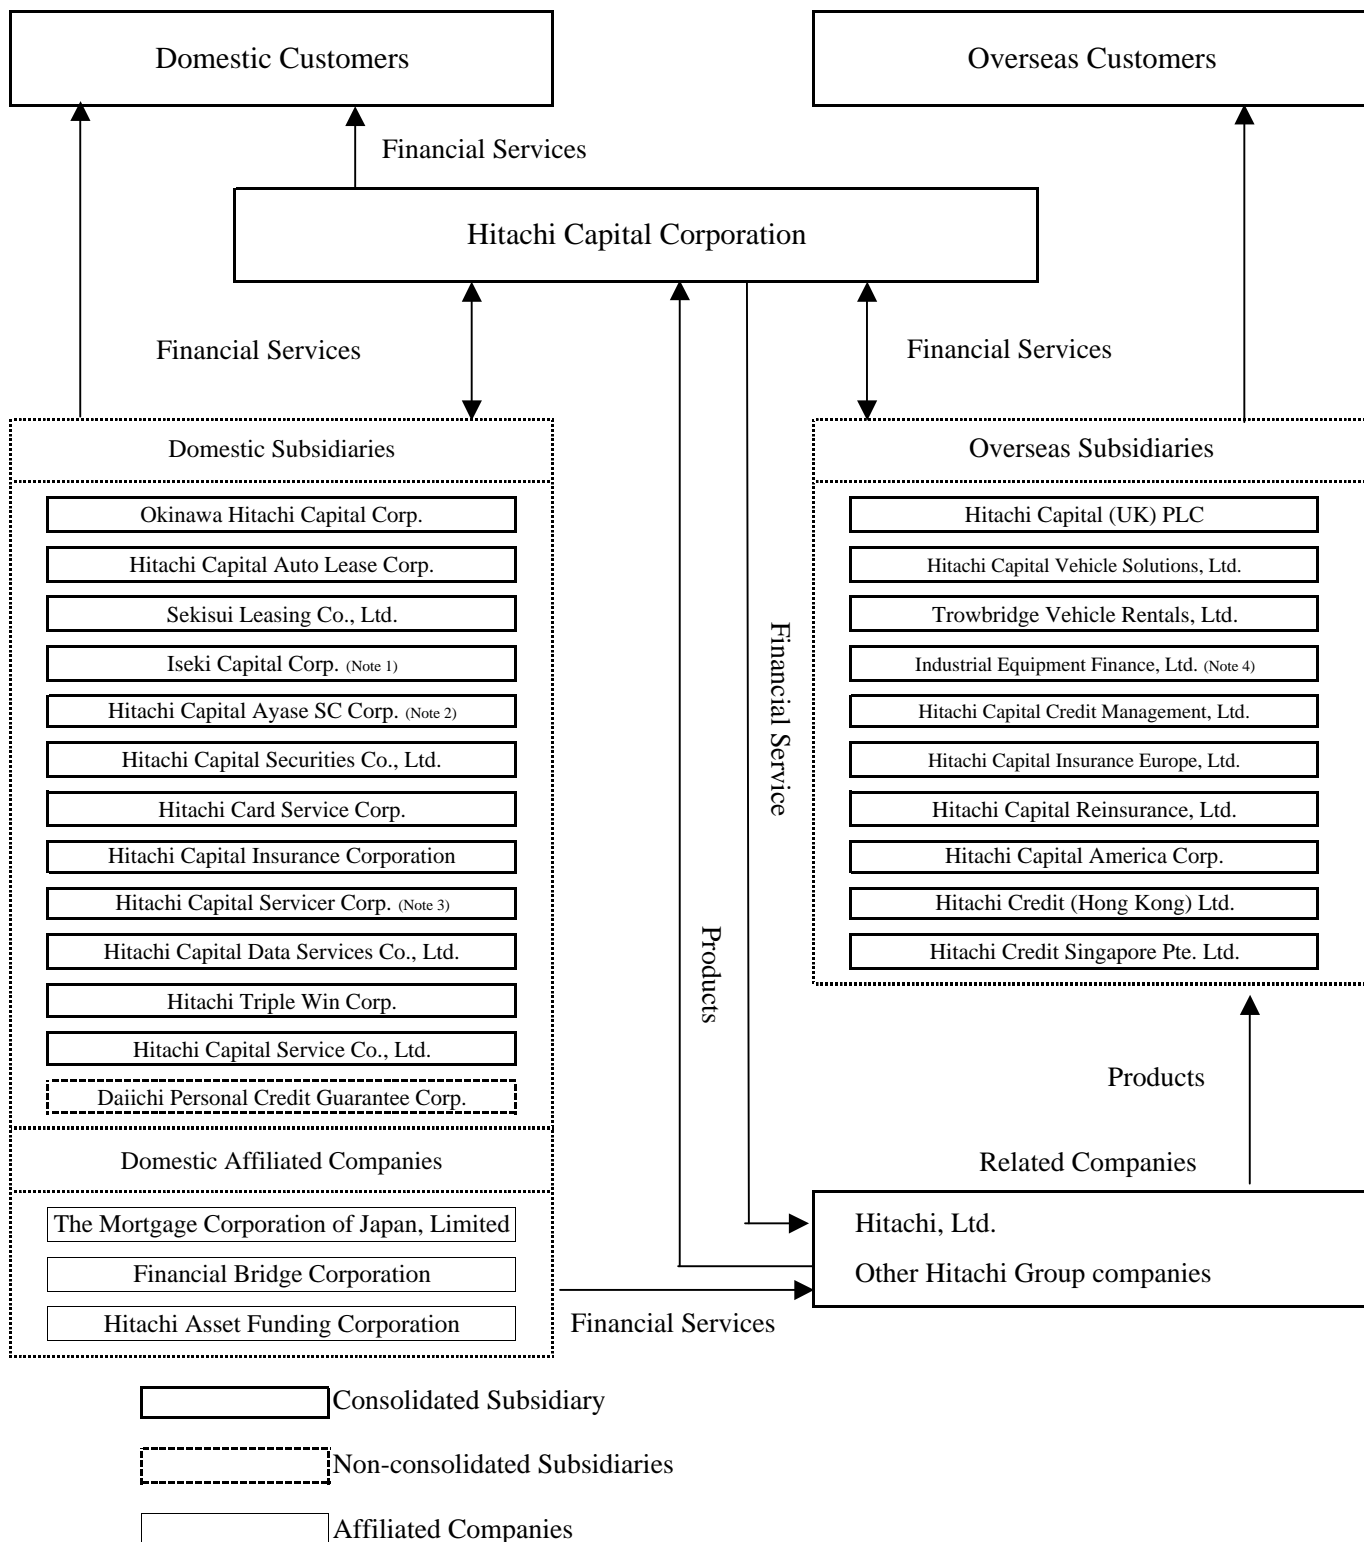 Domestic Customers
Overseas Customers
Financial Services
Hitachi Capital Corporation
Financial Services
Financial Services
Domestic Subsidiaries
Okinawa Hitachi Capital Corp.
Hitachi Capital Auto Lease Corp.
Sekisui Leasing Co., Ltd.
Iseki Capital Corp. (Note 1)
Hitachi Capital Ayase SC Corp. (Note 2)
Hitachi Capital Securities Co., Ltd.
Hitachi Card Service Corp.
Hitachi Capital Insurance Corporation
Hitachi Capital Servicer Corp. (Note 3)
Hitachi Capital Data Services Co., Ltd.
Hitachi Triple Win Corp.
Hitachi Capital Service Co., Ltd.
Daiichi Personal Credit Guarantee Corp.
Domestic Affiliated Companies
The Mortgage Corporation of Japan, Limited
Financial Bridge Corporation
Hitachi Asset Funding Corporation
Products
Financial Service
Overseas Subsidiaries
Hitachi Capital (UK) PLC
Hitachi Capital Vehicle Solutions, Ltd.
Trowbridge Vehicle Rentals, Ltd.
Industrial Equipment Finance, Ltd. (Note 4)
Hitachi Capital Credit Management, Ltd.
Hitachi Capital Insurance Europe, Ltd.
Hitachi Capital Reinsurance, Ltd.
Hitachi Capital America Corp.
Hitachi Credit (Hong Kong) Ltd.
Hitachi Credit Singapore Pte. Ltd.
Products
Related Companies
Hitachi, Ltd.
Other Hitachi Group companies
Financial Services
Consolidated Subsidiary
Non-consolidated Subsidiaries
Affiliated Companies